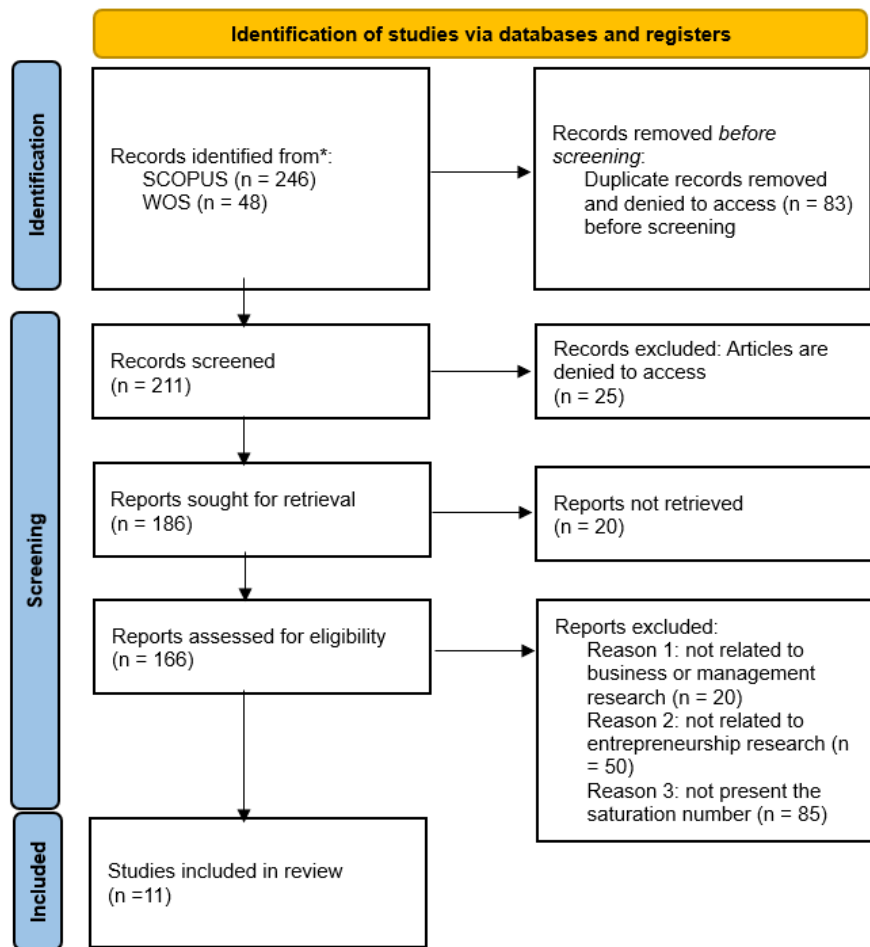 Identification of studies via databases and registers
Identification
Records identified from*:
SCOPUS (n = 246)
WOS (n = 48)
Records removed before
screening:
Duplicate records removed
and denied to access (n = 83)
before screening
Screening
Records screened
(n = 211)
Records excluded: Articles are
denied to access
(n = 25)
Reports sought for retrieval
(n = 186)
Reports not retrieved
(n = 20)
Reports assessed for eligibility
(n = 166)
Reports excluded:
Reason 1: not related to
business or management
research (n = 20)
Reason 2: not related to
entrepreneurship research (n
= 50)
Reason 3: not present the
saturation number (n = 85)
Included
Studies included in review
(n =11)